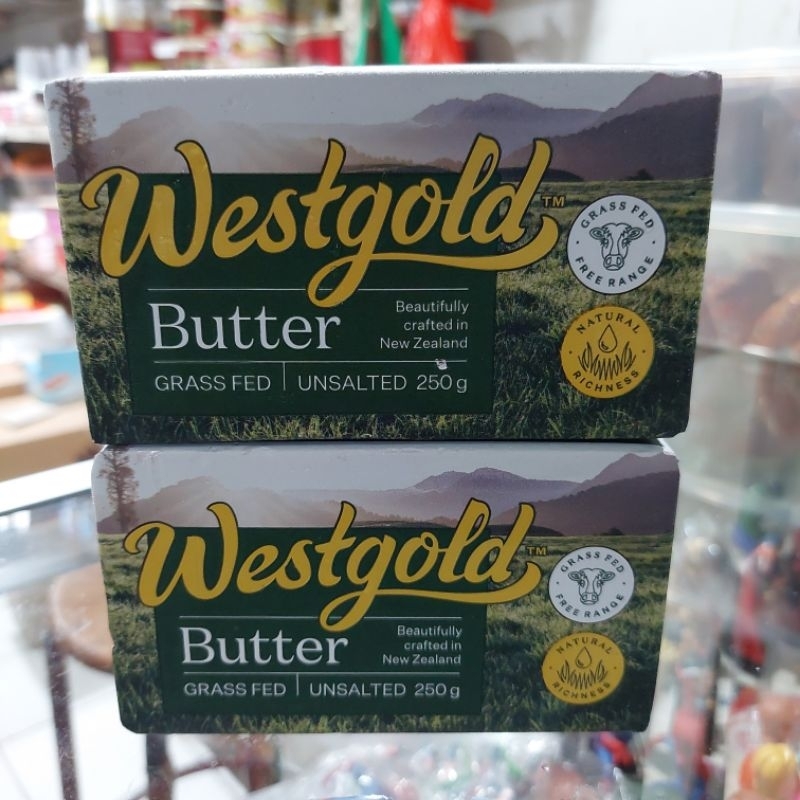 Westgold™
Butter
Beautifully
crafted in
New Zealand
GRASS FED | UNSALTED 250g
GRASS FED
FREE RANGE
NATURAL
RICHNESS
Westgold™
Butter
Beautifully
crafted in
New Zealand
GRASS FED | UNSALTED 250g
GRASS FED
FREE RANGE
NATURAL
RICHNESS